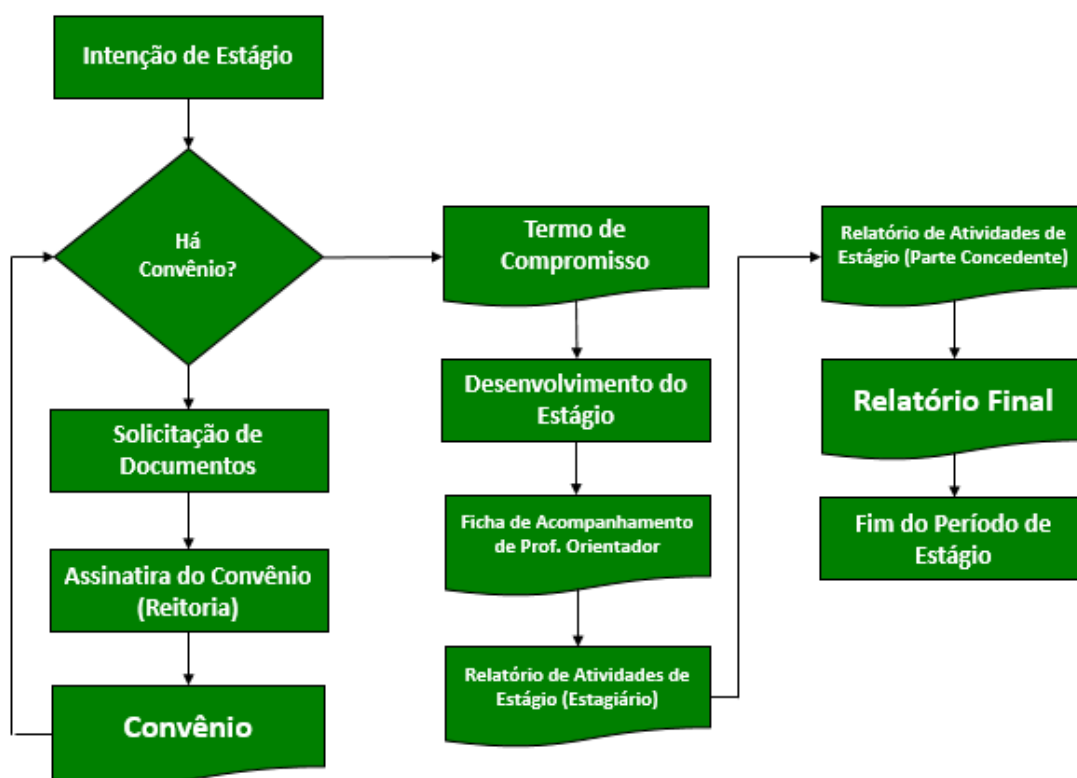 Intenção de Estágio
Há
Convênio?
Solicitação de
Documentos
Assinatira do Convênio
(Reitoria)
Convênio
Termo de
Compromisso
Desenvolvimento do
Estágio
Ficha de Acompanhamento
de Prof. Orientador
Relatório de Atividades de
Estágio (Estagiário)
Relatório de Atividades de
Estágio (Parte Concedente)
Relatório Final
Fim do Período de
Estágio